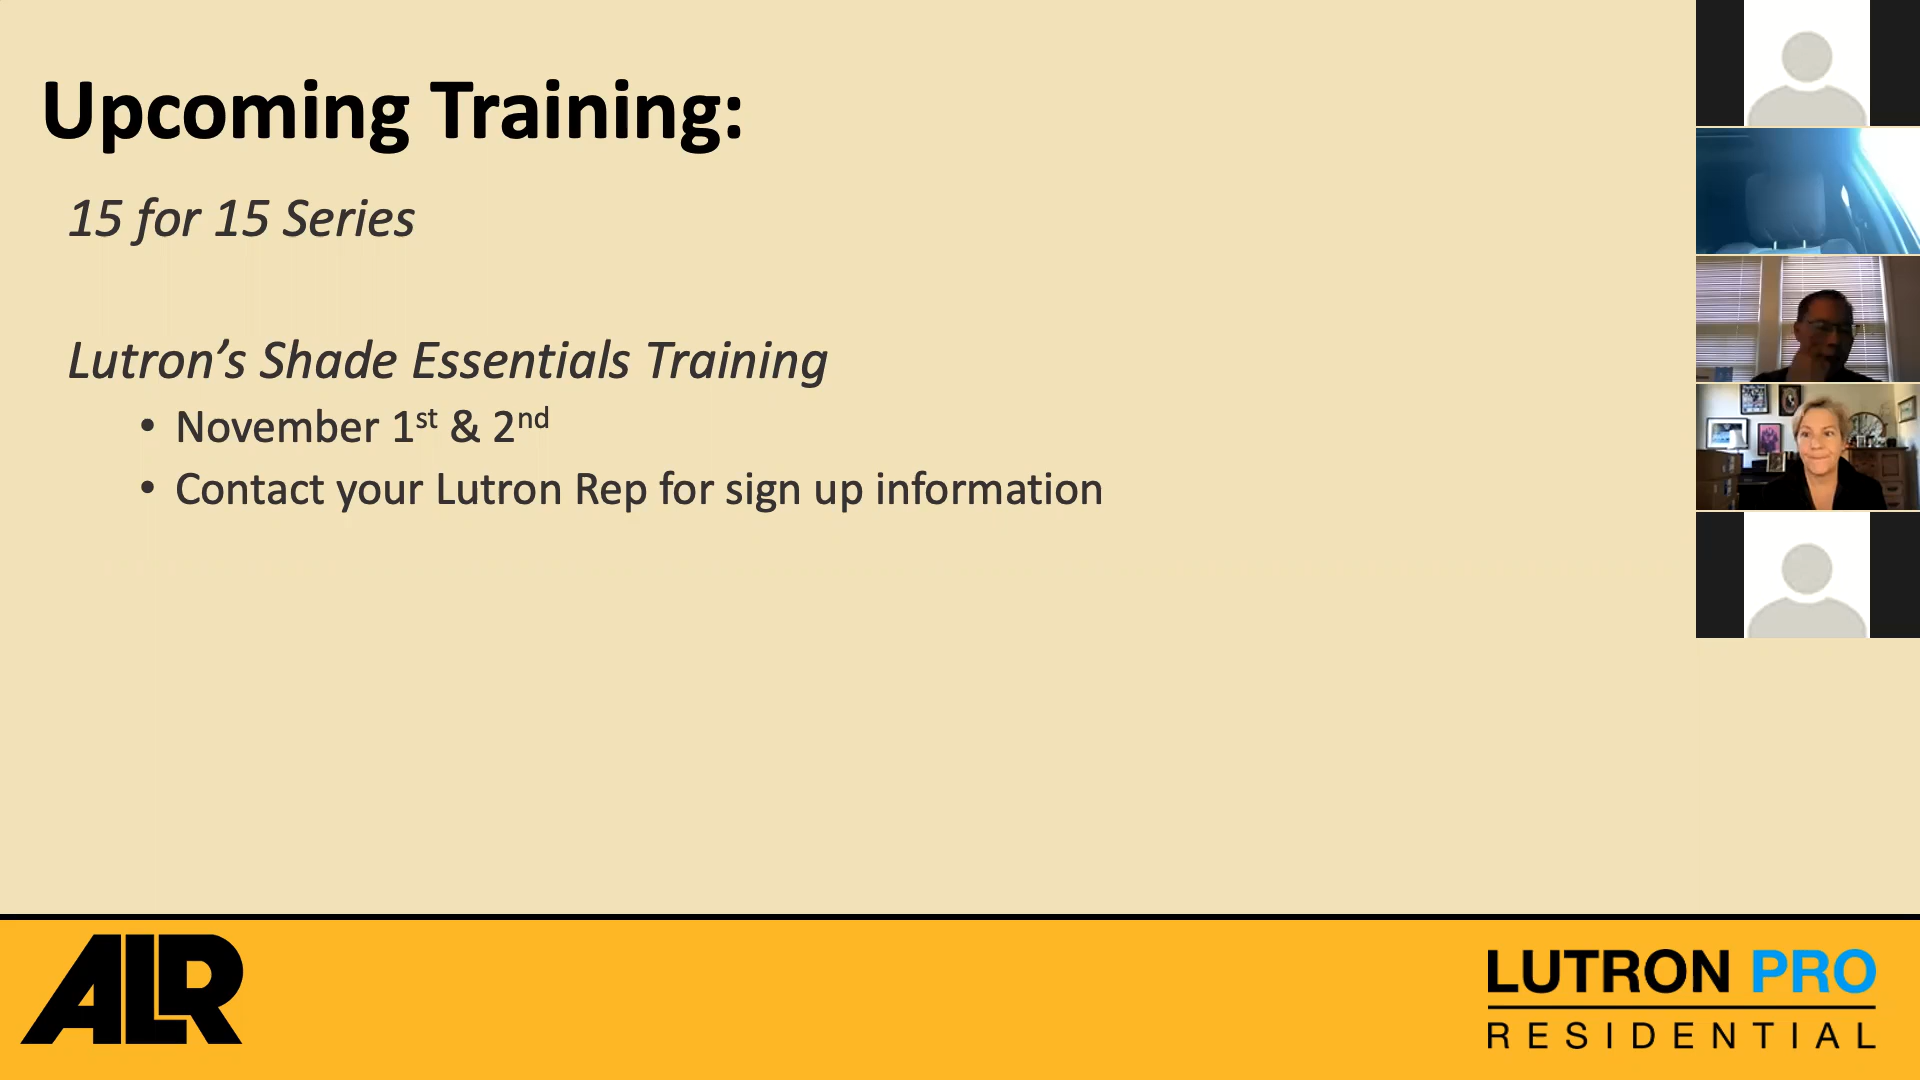 Upcoming Training:
15 for 15 Series
Lutron’s Shade Essentials Training
• November 1st & 2nd
• Contact your Lutron Rep for sign up information
ALR
LUTRON PRO
RESIDENTIAL